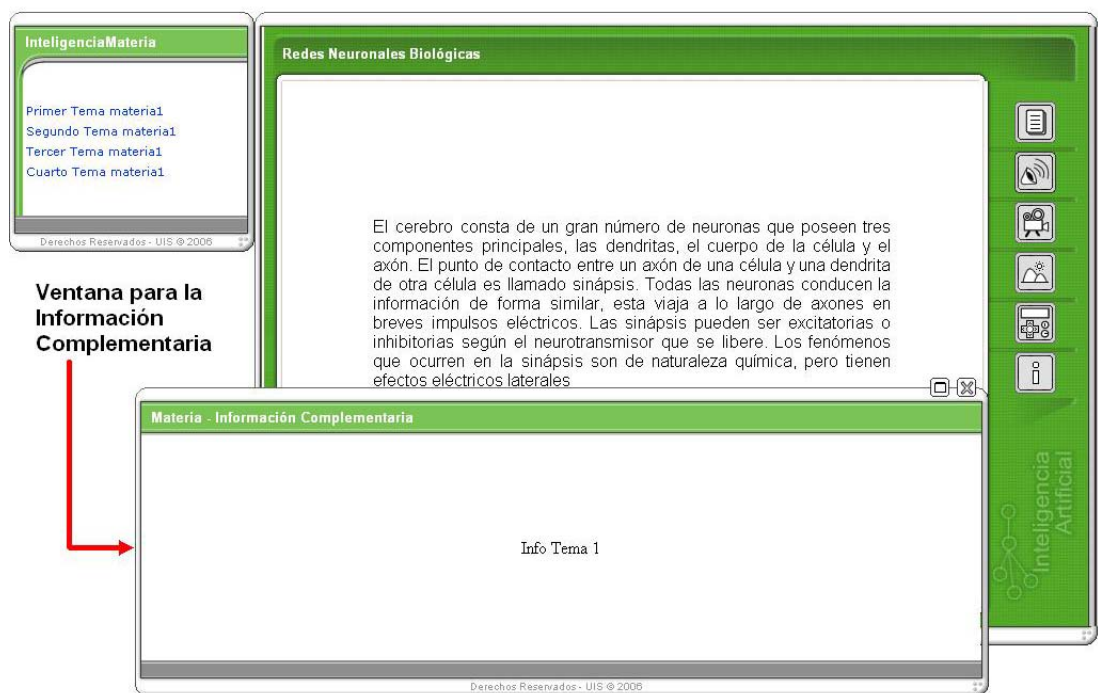 InteligenciaMateria
Primer Tema materia1
Segundo Tema materia1
Tercer Tema materia1
Cuarto Tema materia1
Derechos Reservados - UIS @ 2006
Ventana para la
Información
Complementaria
Redes Neuronales Biológicas
El cerebro consta de un gran número de neuronas que poseen tres
componentes principales, las dendritas, el cuerpo de la célula y el
axón. El punto de contacto entre un axón de una célula y una dendrita
de otra célula es llamado sinápsis. Todas las neuronas conducen la
información de forma similar, esta viaja a lo largo de axones en
breves impulsos eléctricos. Las sinápsis pueden ser excitatorias o
inhibitorias según el neurotransmisor que se libere. Los fenómenos
que ocurren en la sinápsis son de naturaleza química, pero tienen
efectos eléctricos laterales
Inteligencia
Artificial
Materia - Información Complementaria
Info Tema 1
Derechos Reservados - UIS @ 2006